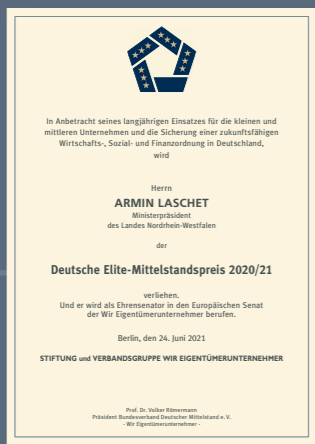 In Anbetracht seines langjährigen Einsatzes für die kleinen und
mittleren Unternehmen und die Sicherung einer zukunftsfähigen
Wirtschafts-, Sozial- und Finanzordnung in Deutschland,
wird
Herrn
ARMIN LASCHET
Ministerpräsident
des Landes Nordrhein-Westfalen
der
Deutsche Elite-Mittelstandspreis 2020/21
verliehen.
Und er wird als Ehrensenator in den Europäischen Senat
der Wir Eigentümerunternehmer berufen.
Berlin, den 24. Juni 2021
STIFTUNG und VERBANDSGRUPPE WIR EIGENTÜMERUNTERNEHMER
Prof. Dr. Volker Römermann
Präsident Bundesverband Deutscher Mittelstand e. V.
- Wir Eigentümerunternehmer -